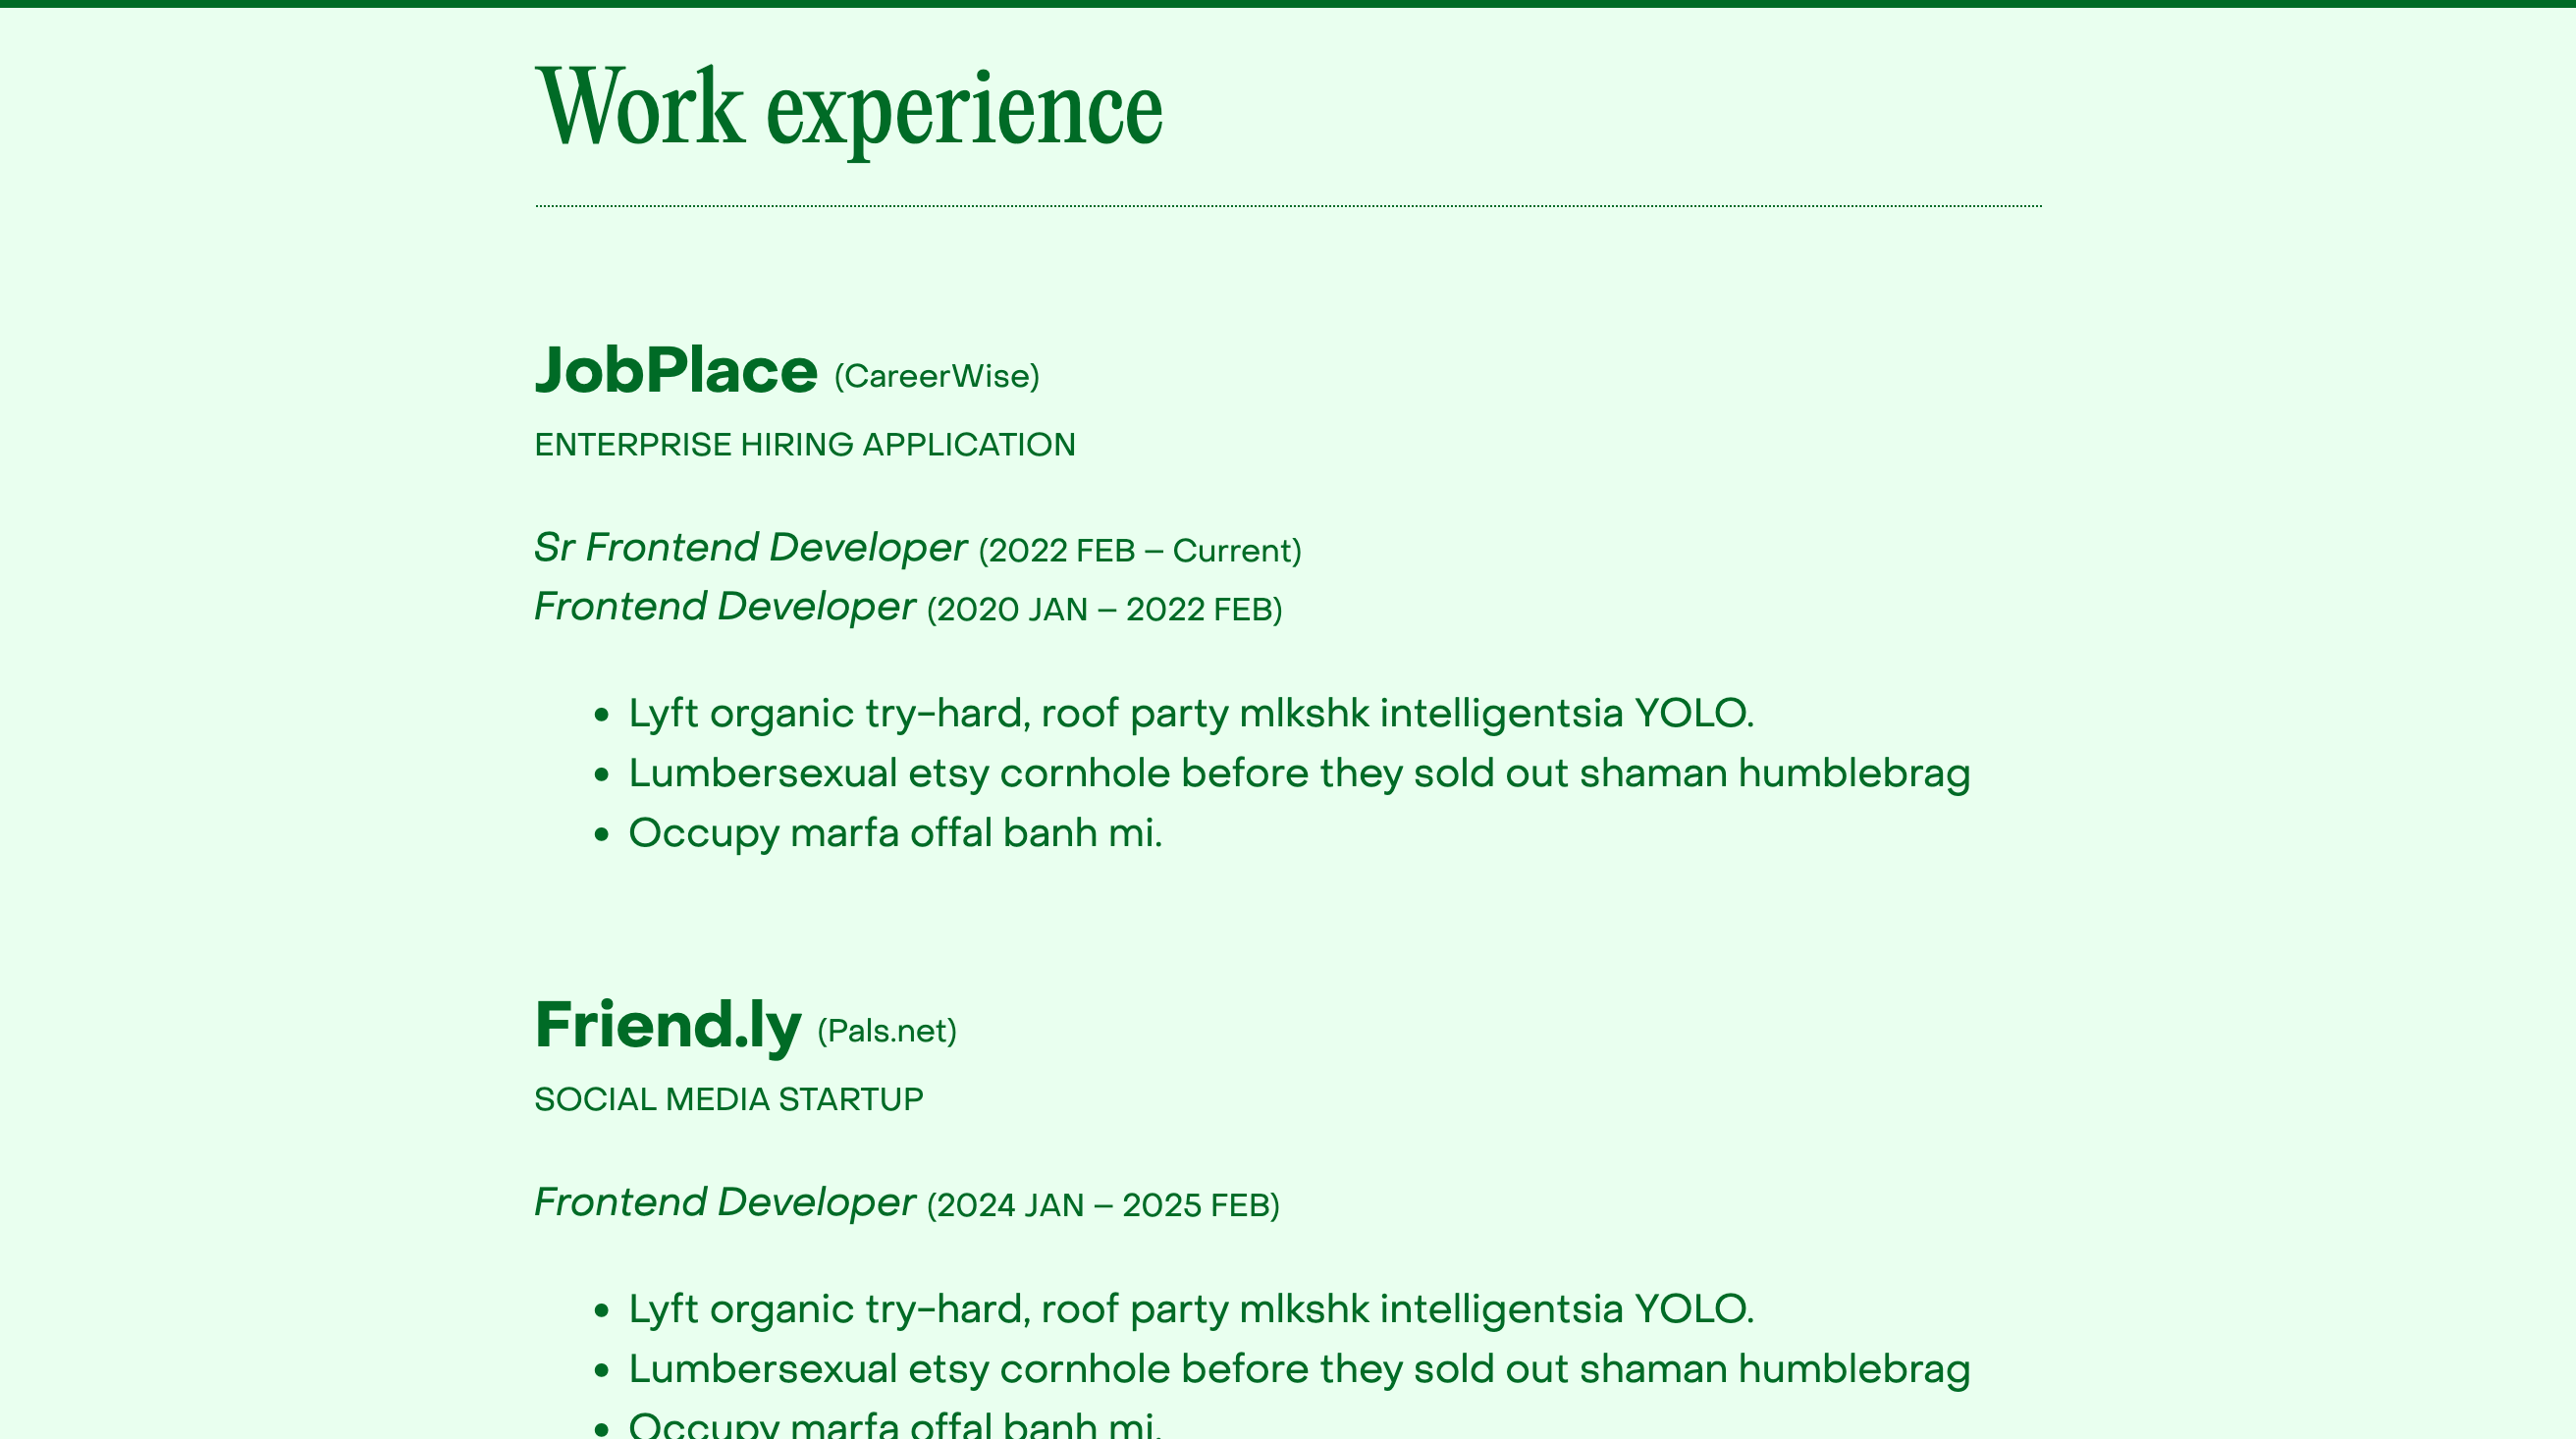 Work experience
JobPlace (CareerWise)
ENTERPRISE HIRING APPLICATION
Sr Frontend Developer (2022 FEB – Current)
Frontend Developer (2020 JAN – 2022 FEB)
• Lyft organic try-hard, roof party mlkshk intelligentsia YOLO.
• Lumbersexual etsy cornhole before they sold out shaman humblebrag
• Occupy marfa offal banh mi.
Friend.ly (Pals.net)
SOCIAL MEDIA STARTUP
Frontend Developer (2024 JAN – 2025 FEB)
• Lyft organic try-hard, roof party mlkshk intelligentsia YOLO.
• Lumbersexual etsy cornhole before they sold out shaman humblebrag
• Occupy marfa offal banh mi.